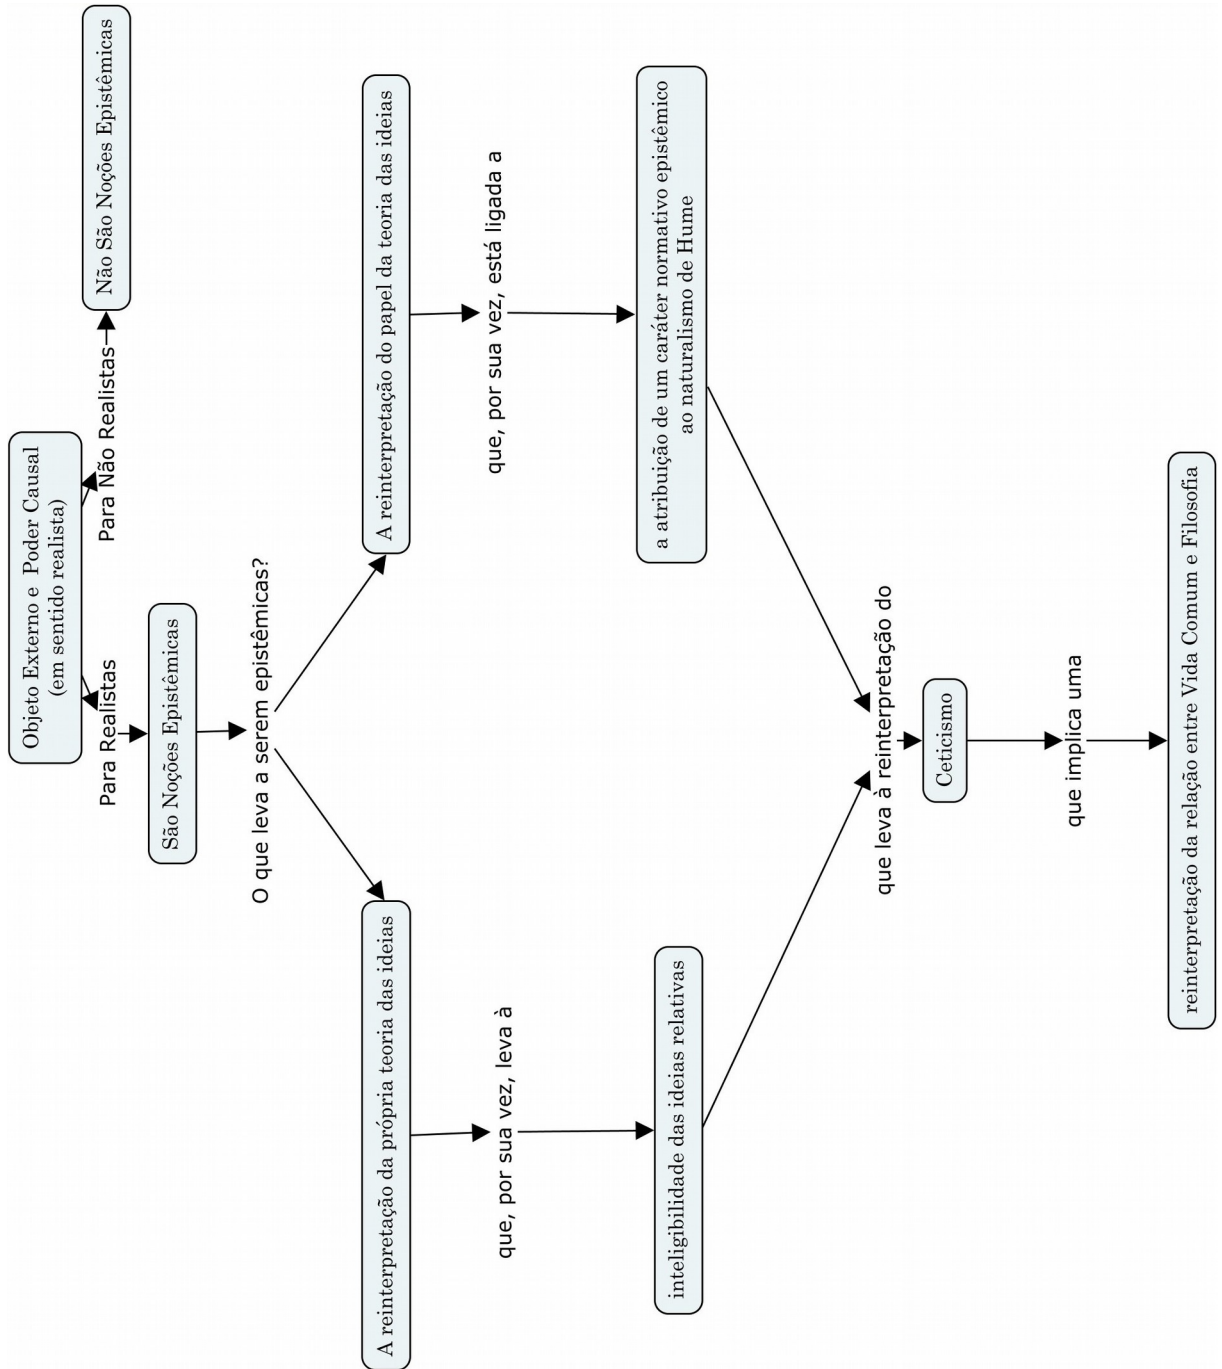 Objeto Externo e Poder Causal
(em sentido realista)
Para Realistas
Para Não Realistas
São Noções Epistêmicas
Não São Noções Epistêmicas
O que leva a serem epistêmicas?
A reinterpretação da própria teoria das ideias
A reinterpretação do papel da teoria das ideias
que, por sua vez, leva à
que, por sua vez, está ligada a
inteligibilidade das ideias relativas
a atribuição de um caráter normativo epistêmico
ao naturalismo de Hume
que leva à reinterpretação do
Ceticismo
que implica uma
reinterpretação da relação entre Vida Comum e Filosofia